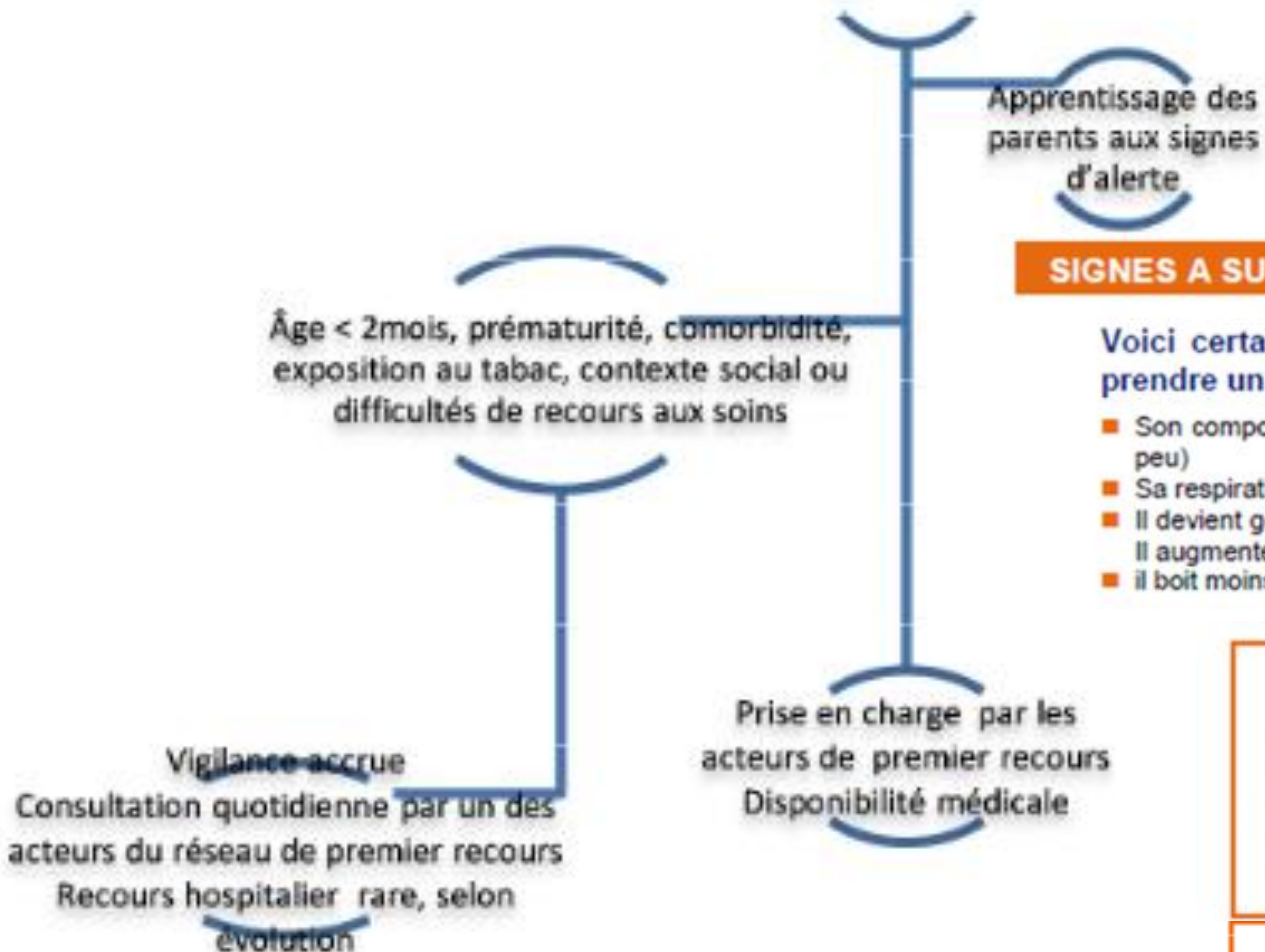 Apprentissage des
parents aux signes
d'alerte
SIGNES A SU
Âge < 2mois, prématurité, comorbidité,
exposition au tabac, contexte social ou
difficultés de recours aux soins
Voici certa
prendre un
Son compo
peu)
Sa respirat
Il devient g
Il augmente
il boit moins
Prise en charge par les
acteurs de premier recours
Disponibilité médicale
Vigilance accrue
Consultation quotidienne par un des
acteurs du réseau de premier recours
Recours hospitalier rare, selon
évolution